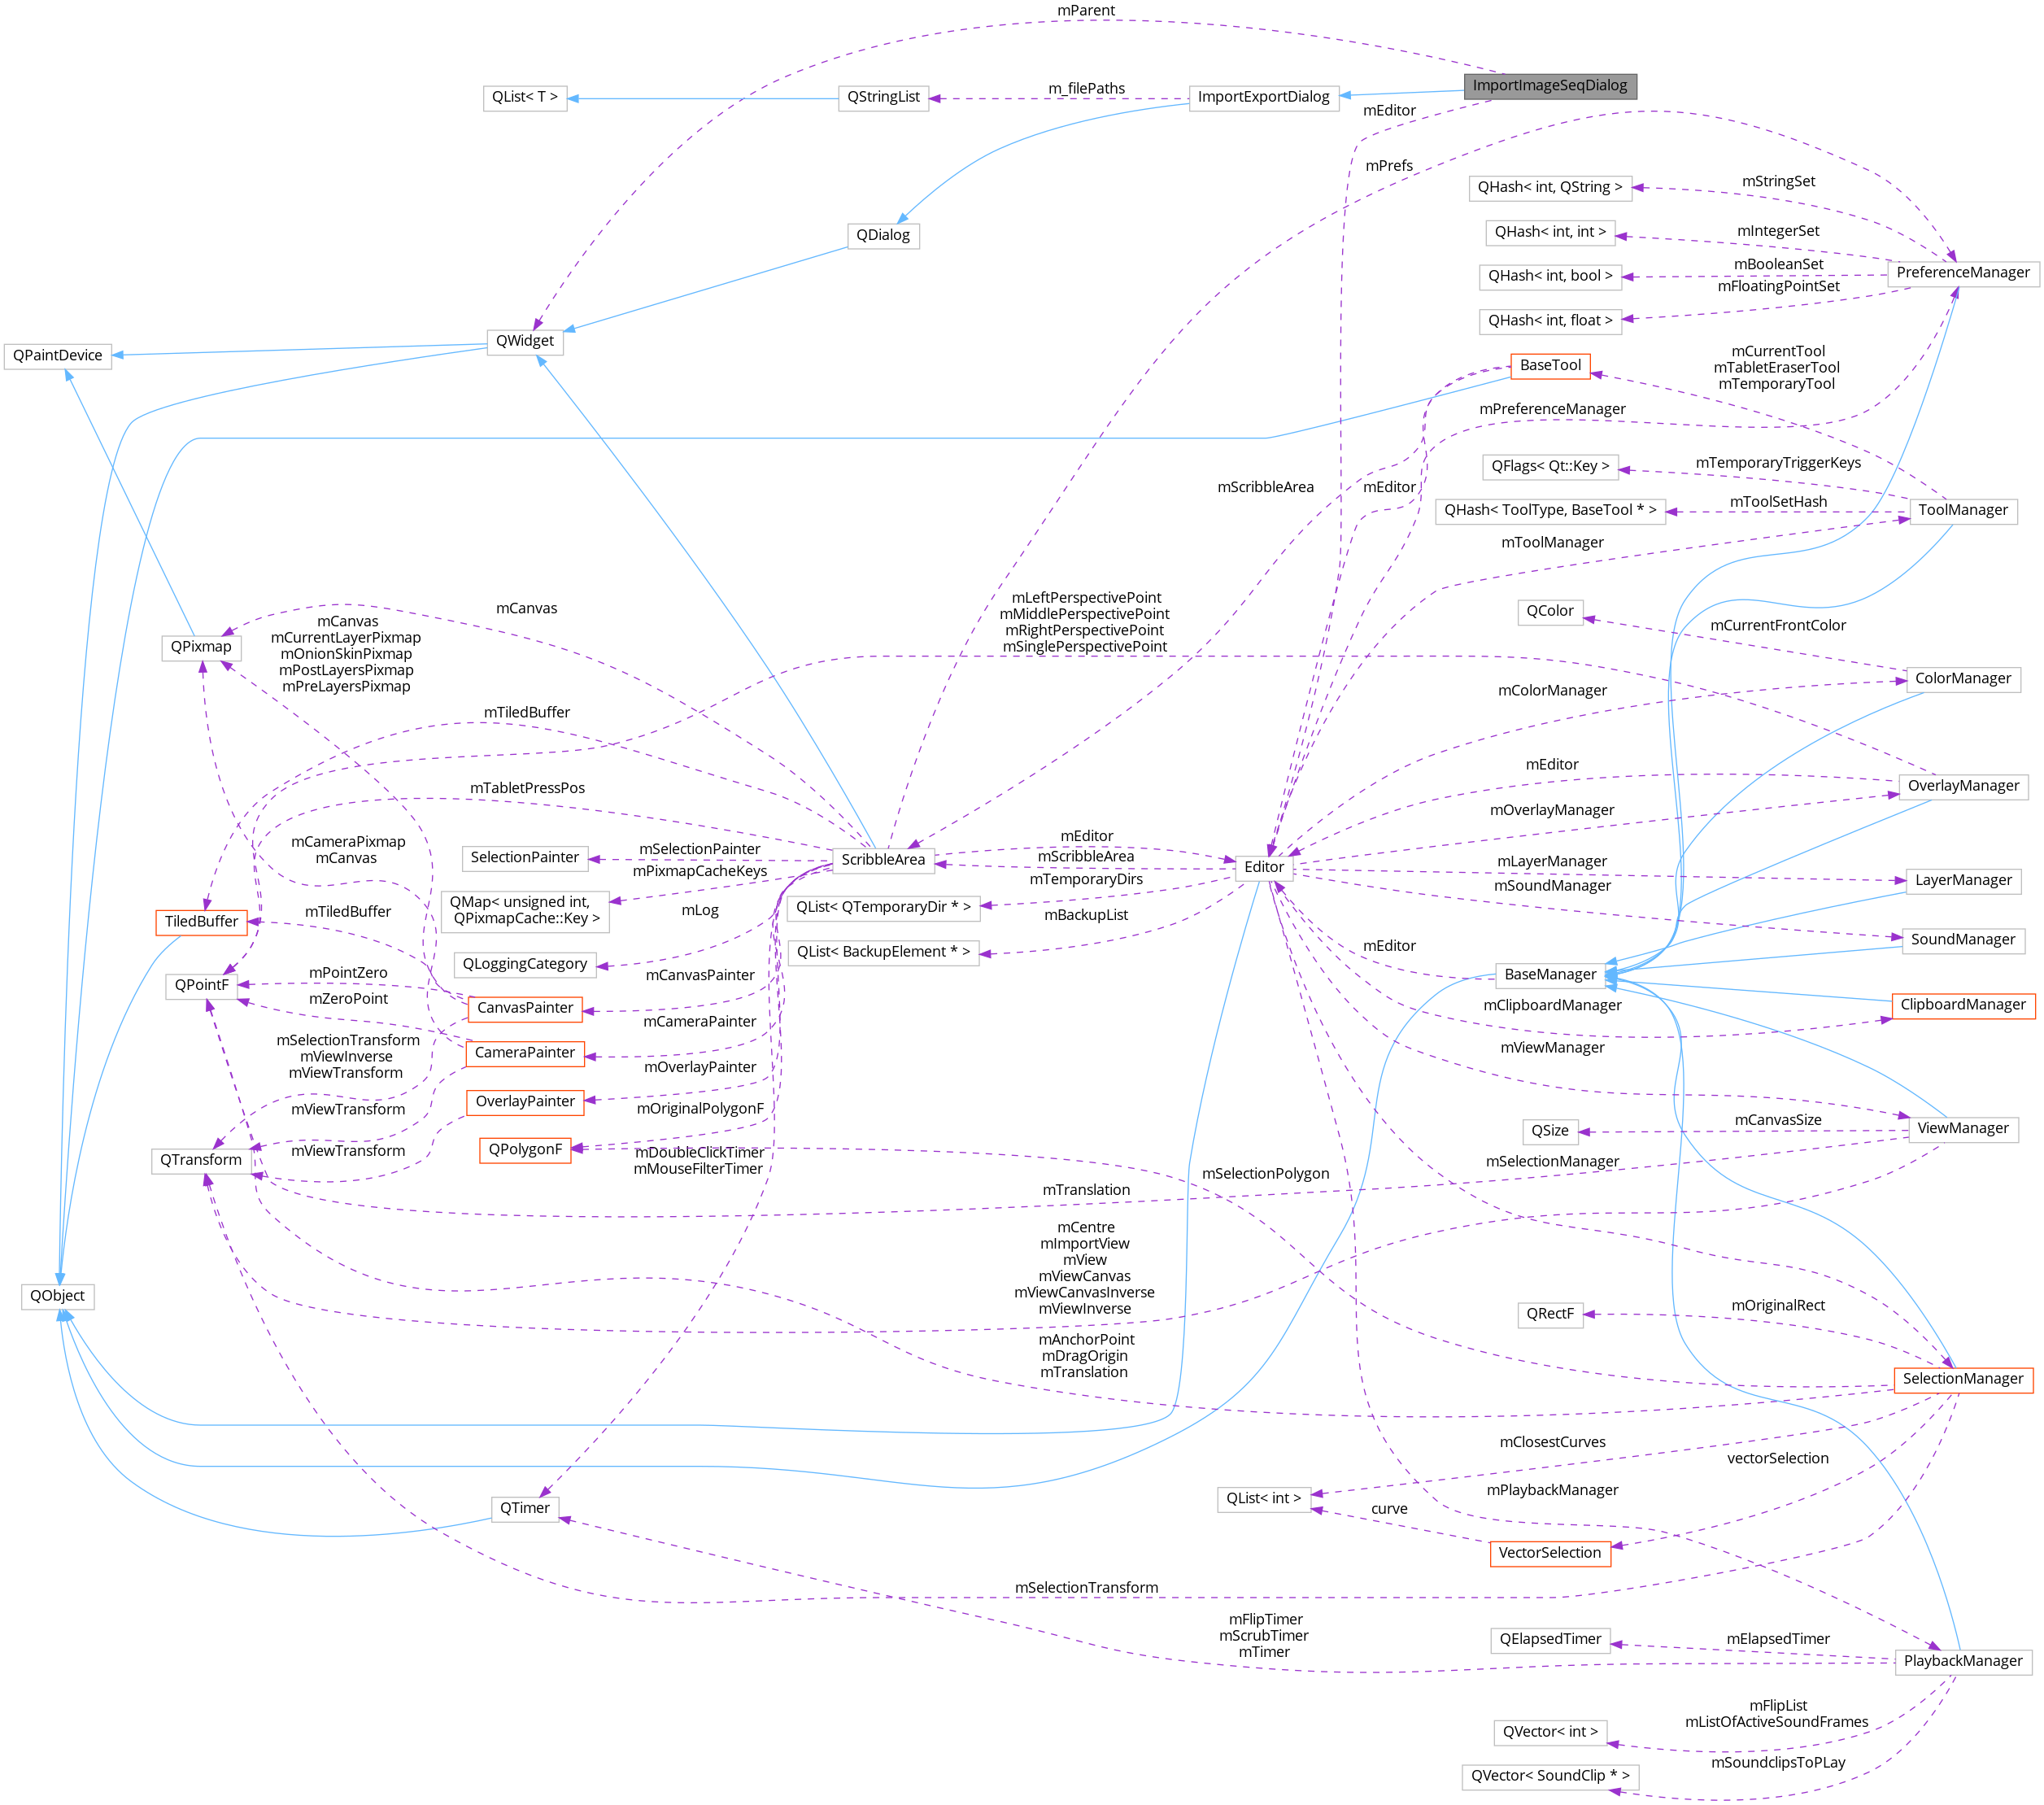 mParent
ImportImageSeqDialog
QList< T >
QStringList
m_filePaths
ImportExportDialog
mEditor
mPrefs
QHash< int, QString >
mStringSet
QDialog
QHash< int, int >
mIntegerSet
QHash< int, bool >
mBooleanSet
mFloatingPointSet
PreferenceManager
QHash< int, float >
QPaintDevice
QWidget
BaseTool
mCurrentTool
mTabletEraserTool
mTemporaryTool
mPreferenceManager
mScribbleArea
mEditor
QFlags< Qt::Key >
mTemporaryTriggerKeys
QHash< ToolType, BaseTool * >
mToolSetHash
ToolManager
mToolManager
mCanvas
mLeftPerspectivePoint
mMiddlePerspectivePoint
mRightPerspectivePoint
mSinglePerspectivePoint
QColor
mCurrentFrontColor
QPixmap
mCanvas
mCurrentLayerPixmap
mOnionSkinPixmap
mPostLayersPixmap
mPreLayersPixmap
ColorManager
mColorManager
mTiledBuffer
mTabletPressPos
mEditor
OverlayManager
mOverlayManager
mCameraPixmap
mCanvas
SelectionPainter
mSelectionPainter
ScribbleArea
mEditor
mScribbleArea
Editor
mLayerManager
LayerManager
mPixmapCacheKeys
QMap< unsigned int,
QPixmapCache::Key >
mTemporaryDirs
QList< QTemporaryDir * >
mSoundManager
TiledBuffer
mTiledBuffer
mLog
mBackupList
QList< BackupElement * >
SoundManager
QLoggingCategory
mEditor
BaseManager
QPointF
mPointZero
mZeroPoint
CanvasPainter
mCanvasPainter
mClipboardManager
ClipboardManager
mSelectionTransform
mViewInverse
mViewTransform
CameraPainter
mCameraPainter
mViewManager
mOverlayPainter
OverlayPainter
mViewTransform
mOriginalPolygonF
QSize
mCanvasSize
ViewManager
QTransform
mViewTransform
QPolygonF
mDoubleClickTimer
mMouseFilterTimer
mSelectionPolygon
mSelectionManager
mTranslation
mCentre
mImportView
mView
mViewCanvas
mViewCanvasInverse
mViewInverse
QObject
QRectF
mOriginalRect
mAnchorPoint
mDragOrigin
mTranslation
SelectionManager
mClosestCurves
vectorSelection
QTimer
QList< int >
mPlaybackManager
curve
VectorSelection
mSelectionTransform
mFlipTimer
mScrubTimer
mTimer
QElapsedTimer
mElapsedTimer
PlaybackManager
mFlipList
mListOfActiveSoundFrames
QVector< int >
mSoundclipsToPLay
QVector< SoundClip * >